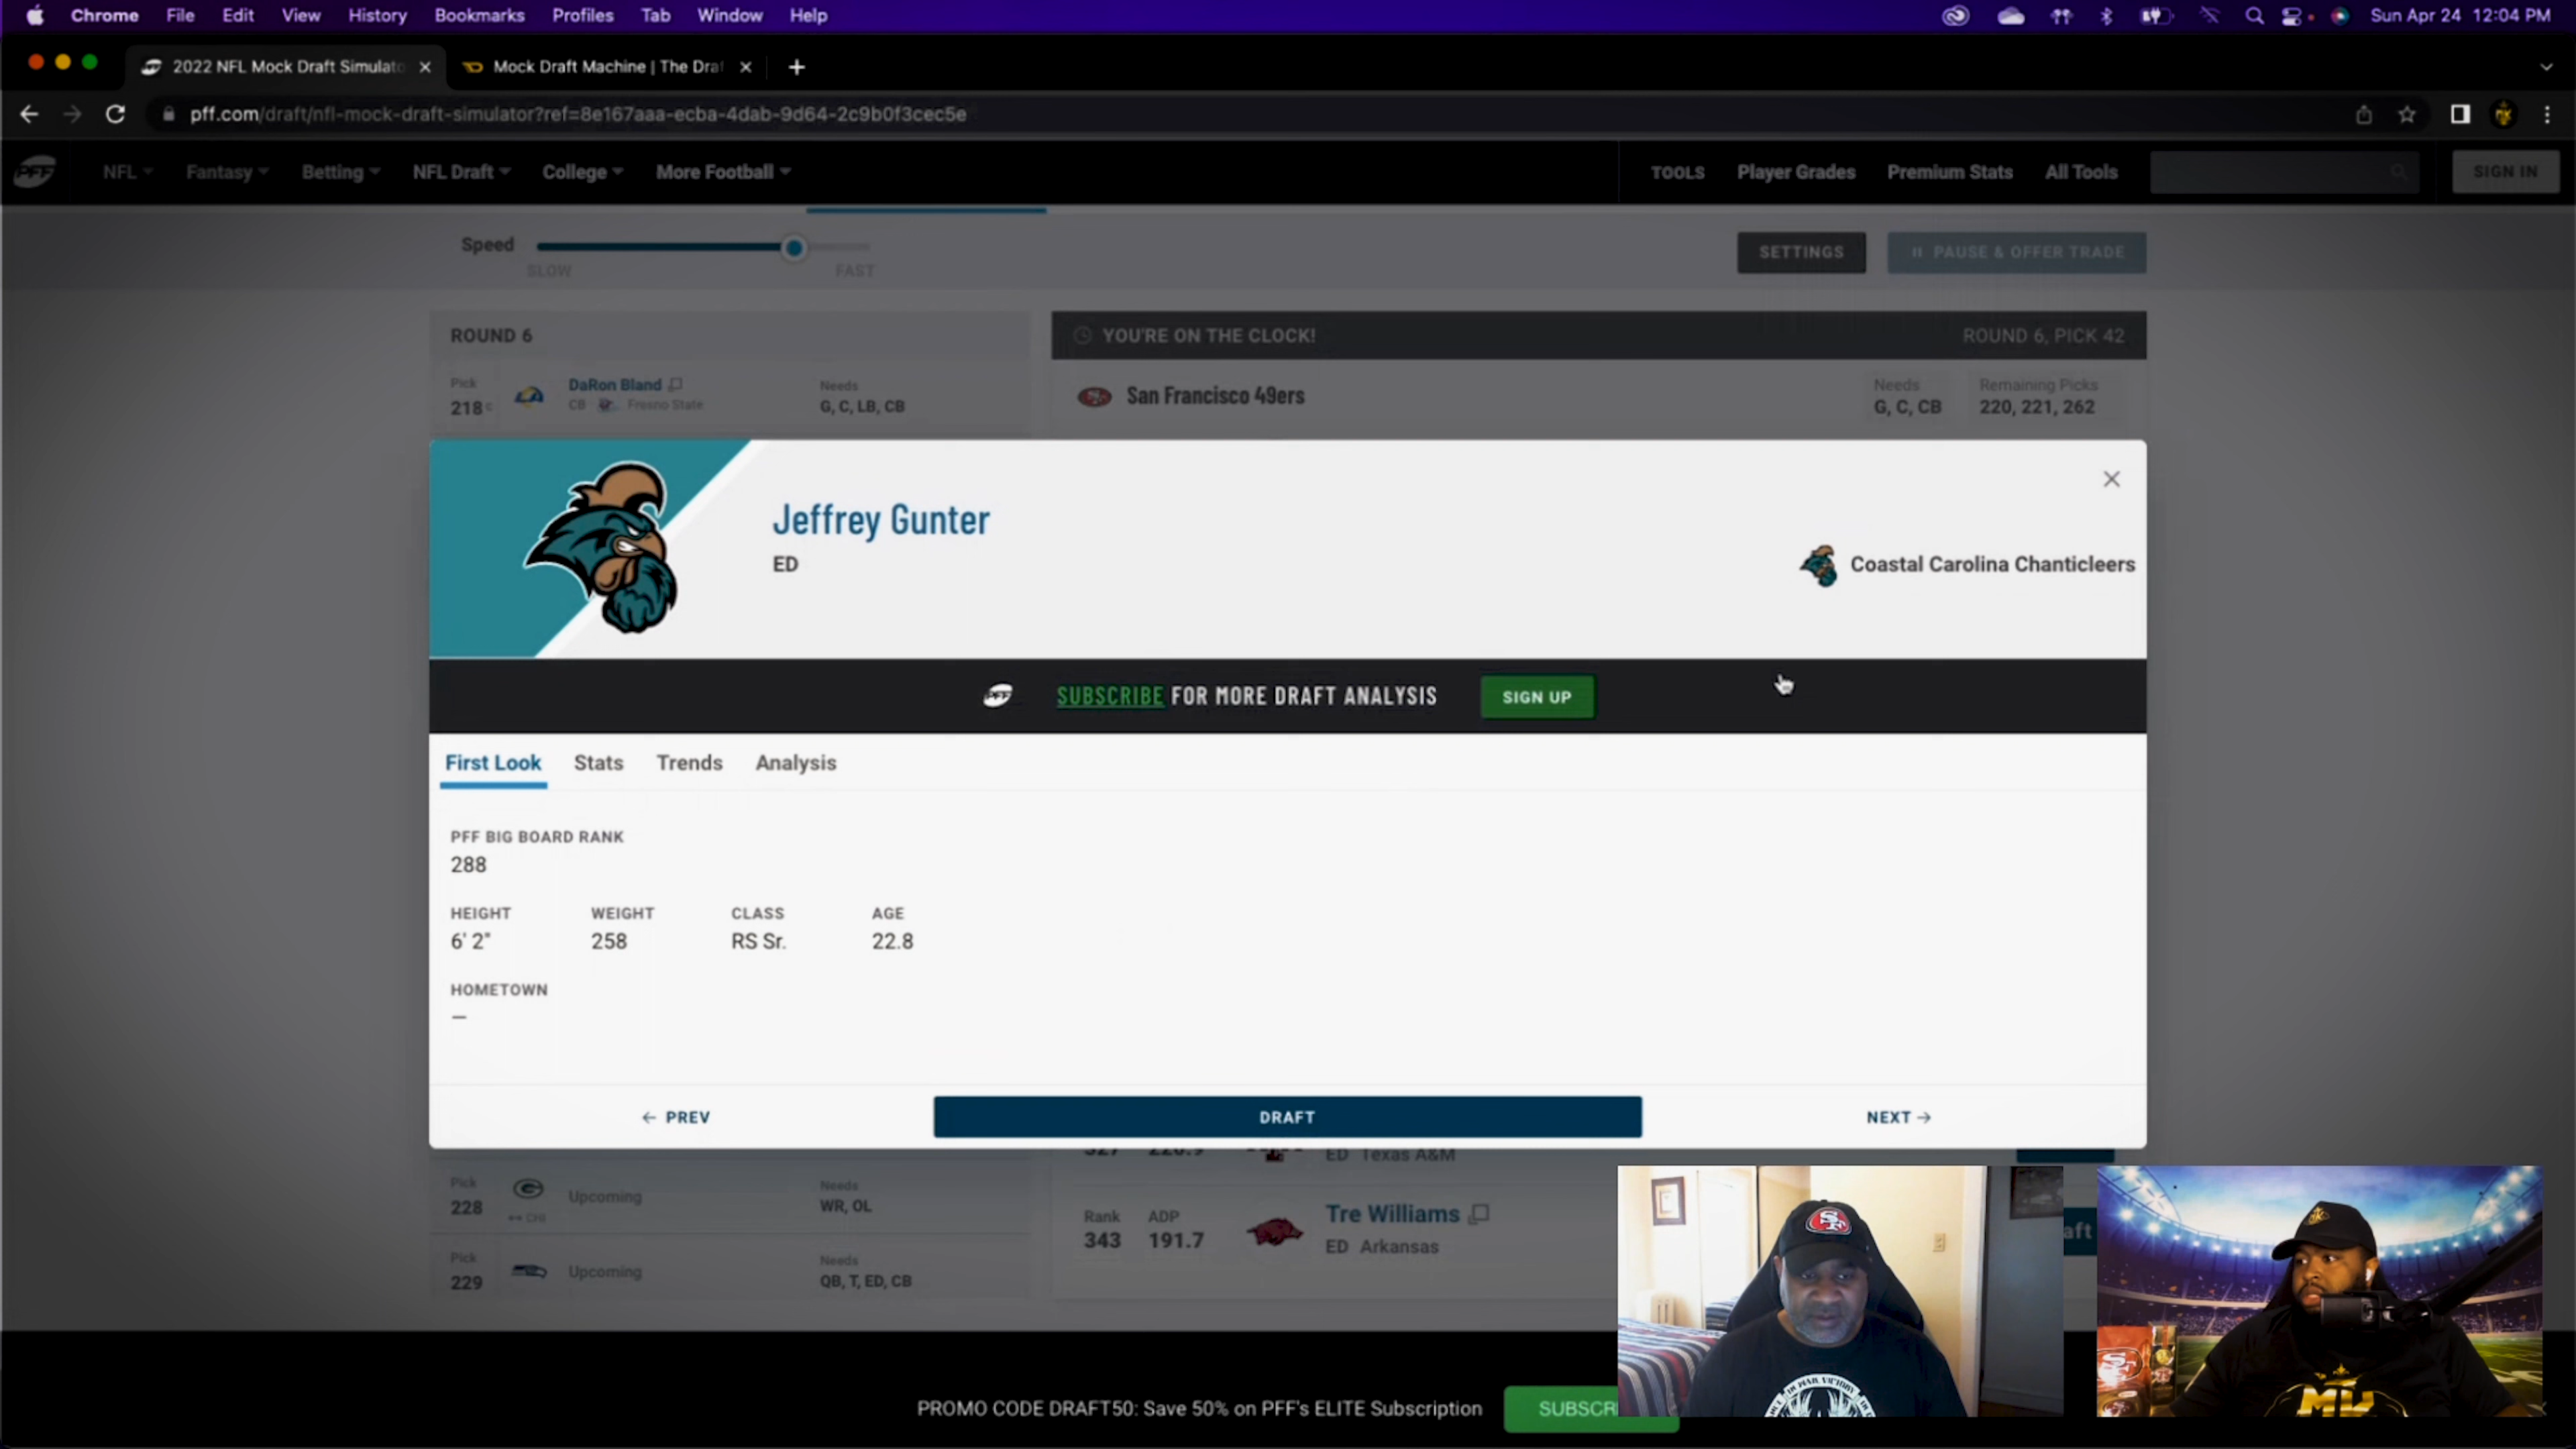 Chrome File Edit View History Bookmarks Profiles Tab Window Help
Sun Apr 24 12:04 PM
2022 NFL Mock Draft Simulato
Mock Draft Machine | The Draf
pff.com/draft/nfl-mock-draft-simulator?ref=8e167aaa-ecba-4dab-9d64-2c9b0f3cec5e
PFF NFL Fantasy Betting NFL Draft College More Football
TOOLS Player Grades Premium Stats All Tools SIGN IN
Speed
SLOW FAST
SETTINGS PAUSE & OFFER TRADE
ROUND 6
YOU'RE ON THE CLOCK! ROUND 6, PICK 42
Pick DaRon Bland Needs
218 CB Fresno State G, C, LB, CB
San Francisco 49ers
Needs Remaining Picks
G, C, CB 220, 221, 262
Jeffrey Gunter
ED
Coastal Carolina Chanticleers
PFF SUBSCRIBE FOR MORE DRAFT ANALYSIS SIGN UP
First Look Stats Trends Analysis
PFF BIG BOARD RANK
288
HEIGHT WEIGHT CLASS AGE
6' 2" 258 RS Sr. 22.8
HOMETOWN
—
← PREV DRAFT NEXT →
ED Texas A&M
Pick Upcoming Needs
228 WR, OL
↔ CHI
Rank ADP Tre Williams
343 191.7 ED Arkansas
aft
Pick Upcoming Needs
229 QB, T, ED, CB
PROMO CODE DRAFT50: Save 50% on PFF's ELITE Subscription SUBSCRI
SF